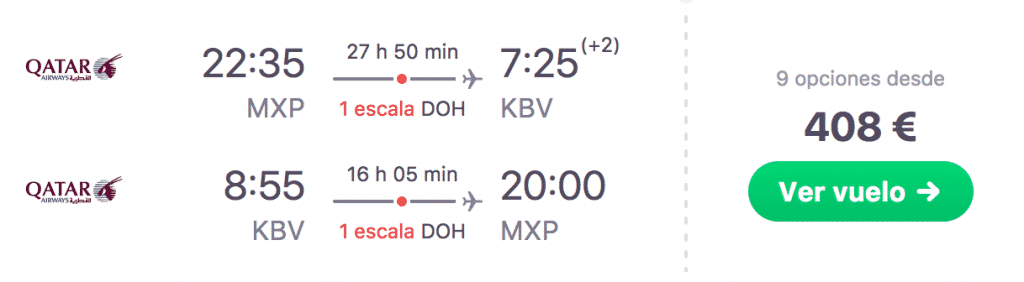 QATAR
AIRWAYS القطرية
22:35
MXP
27 h 50 min
1 escala DOH
7:25(+2)
KBV
QATAR
AIRWAYS القطرية
8:55
KBV
16 h 05 min
1 escala DOH
20:00
MXP
9 opciones desde
408 €
Ver vuelo →